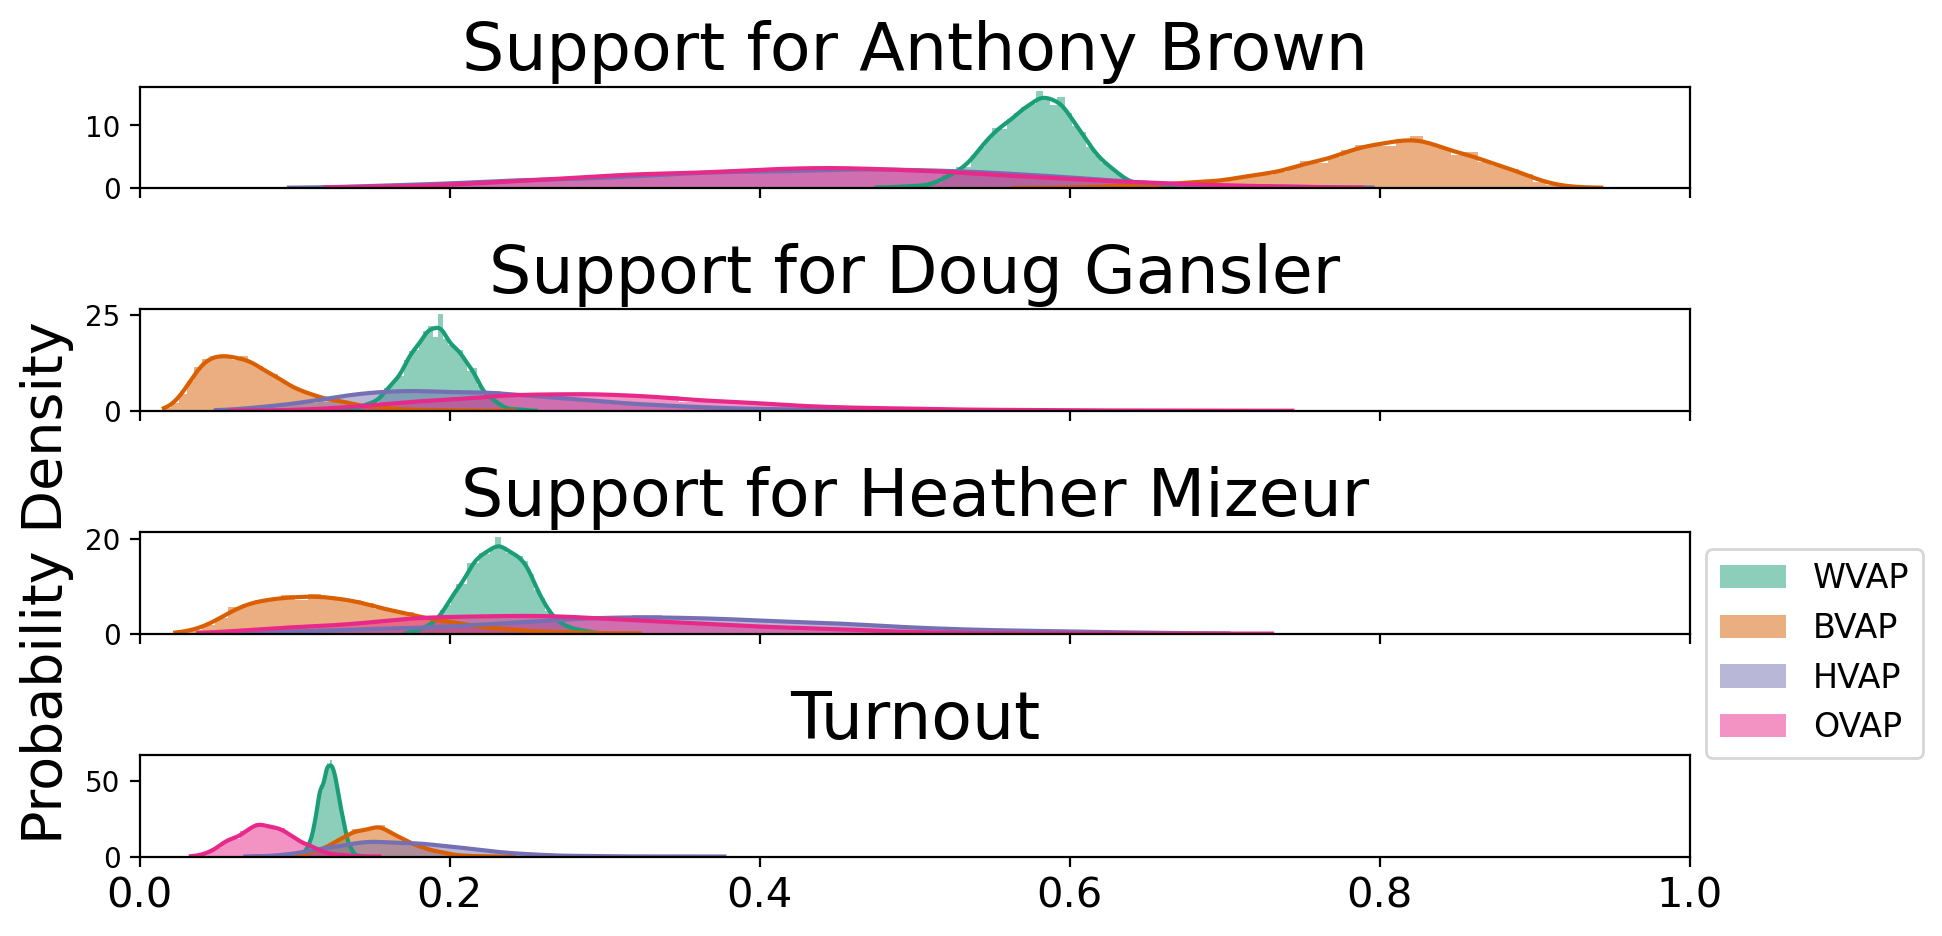 Support for Anthony Brown
10
0
Support for Doug Gansler
25
0
Support for Heather Mizeur
20
0
Turnout
50
0
0.0 0.2 0.4 0.6 0.8 1.0
Probability Density
WVAP
BVAP
HVAP
OVAP